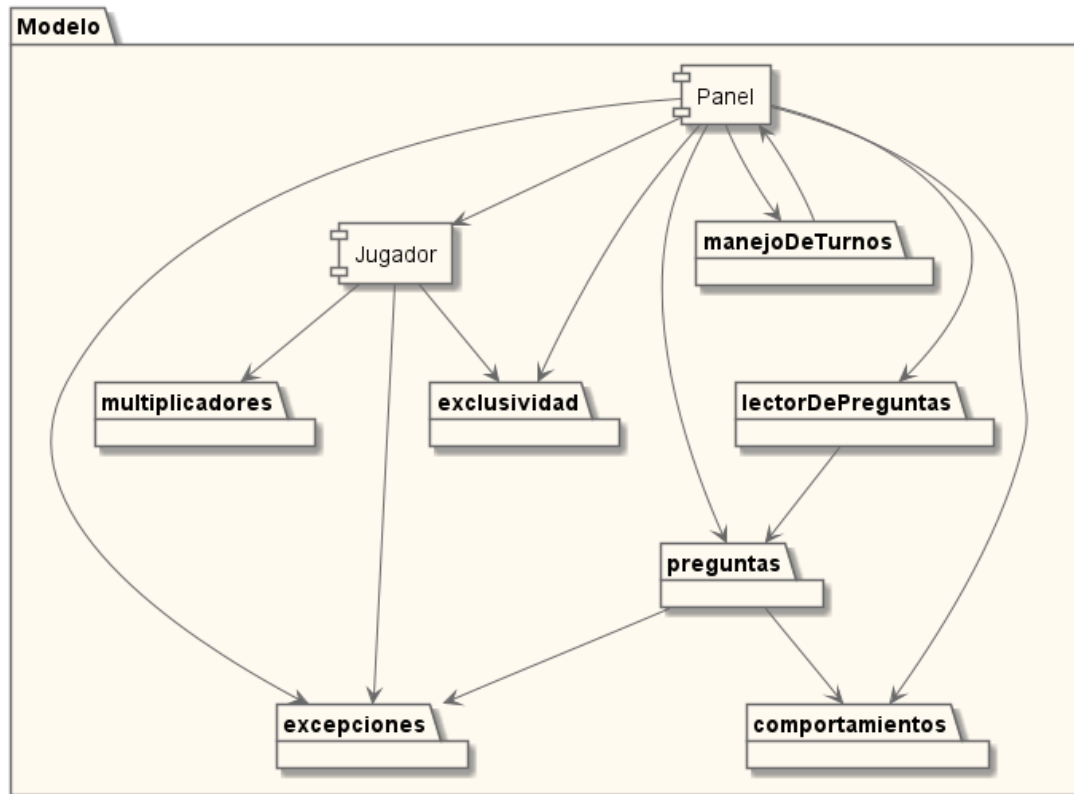 Modelo
Panel
Jugador
manejoDeTurnos
multiplicadores
exclusividad
lectorDePreguntas
preguntas
excepciones
comportamientos